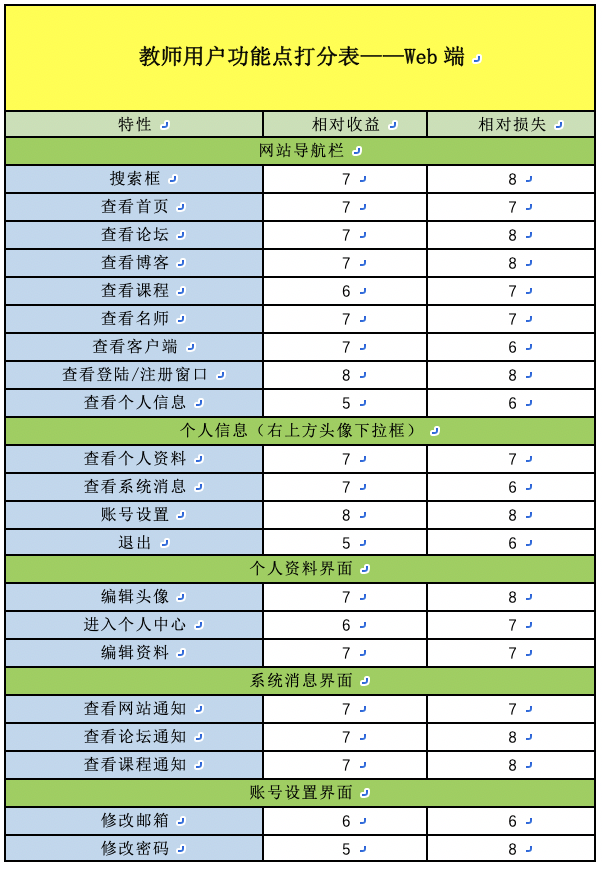 教师用户功能点打分表——Web 端
特性 相对收益 相对损失
网站导航栏
搜索框 7 8
查看首页 7 7
查看论坛 7 8
查看博客 7 8
查看课程 6 7
查看名师 7 7
查看客户端 7 6
查看登陆/注册窗口 8 8
查看个人信息 5 6
个人信息（右上方头像下拉框）
查看个人资料 7 7
查看系统消息 7 6
账号设置 8 8
退出 5 6
个人资料界面
编辑头像 7 8
进入个人中心 6 7
编辑资料 7 7
系统消息界面
查看网站通知 7 7
查看论坛通知 7 8
查看课程通知 7 8
账号设置界面
修改邮箱 6 6
修改密码 5 8